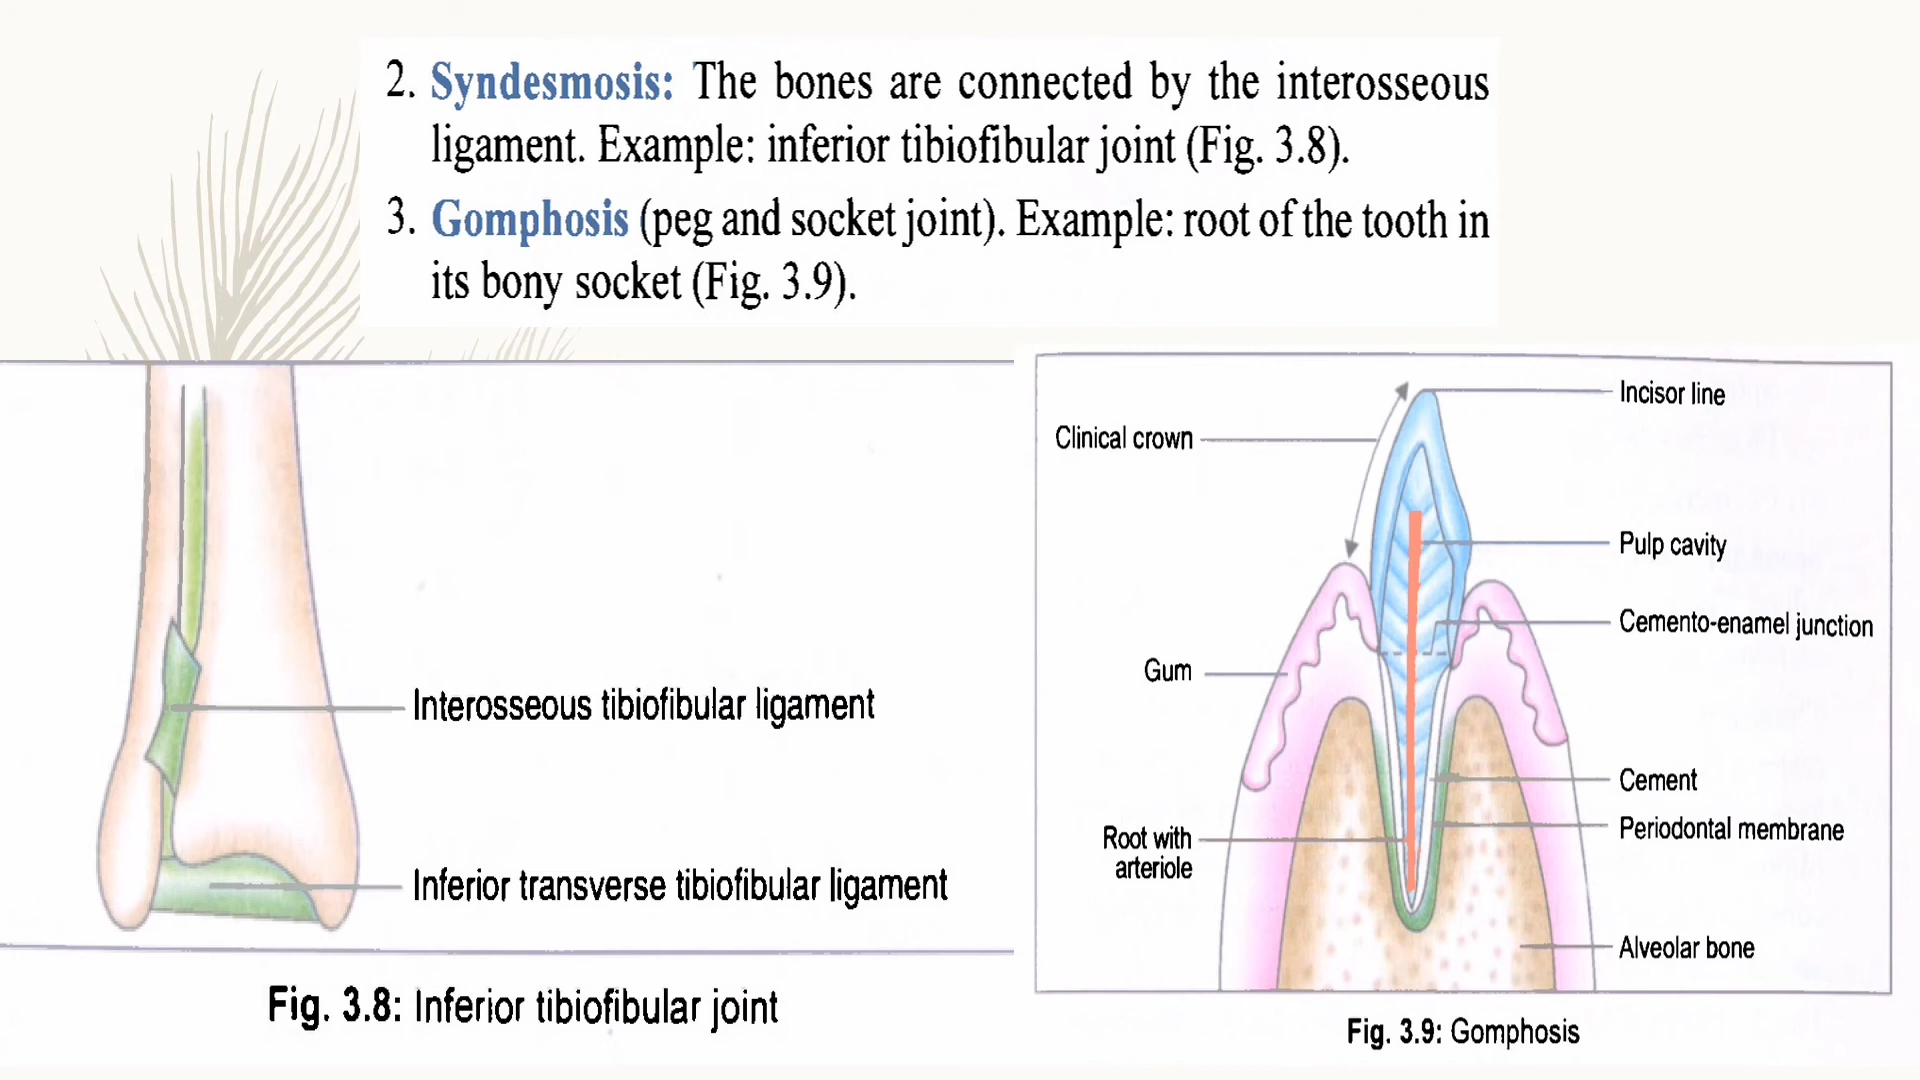 2. Syndesmosis: The bones are connected by the interosseous
ligament. Example: inferior tibiofibular joint (Fig. 3.8).
3. Gomphosis (peg and socket joint). Example: root of the tooth in
its bony socket (Fig. 3.9).
Interosseous tibiofibular ligament
Inferior transverse tibiofibular ligament
Fig. 3.8: Inferior tibiofibular joint
Incisor line
Clinical crown
Pulp cavity
Cemento-enamel junction
Gum
Cement
Periodontal membrane
Root with
arteriole
Alveolar bone
Fig. 3.9: Gomphosis